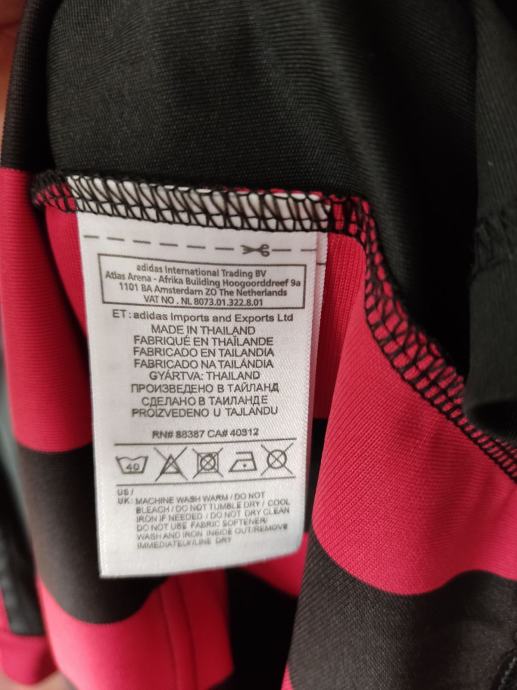 adidas International Trading BV
Atlas Arena - Afrika Building Hoogoorddreef 9a
1101 BA Amsterdam ZO The Netherlands
VAT NO . NL 8073.01.322.8.01
ET: adidas Imports and Exports Ltd
MADE IN THAILAND
FABRIQUÉ EN THAÏLANDE
FABRICADO EN TAILANDIA
FABRICADO NA TAILÂNDIA
GYÁRTVA: THAILAND
ПРОИЗВЕДЕНО В ТАЙЛАНД
СДЕЛАНО В ТАИЛАНДЕ
PROIZVEDENO U TAJLANDU
RN# 88387 CA# 40312
40
US /
UK: MACHINE WASH WARM / DO NOT
BLEACH / DO NOT TUMBLE DRY / COOL
IRON IF NEEDED / DO NOT DRY CLEAN
DO NOT USE FABRIC SOFTENER/
WASH AND IRON INSIDE OUT/REMOVE
IMMEDIATELY/LINE DRY